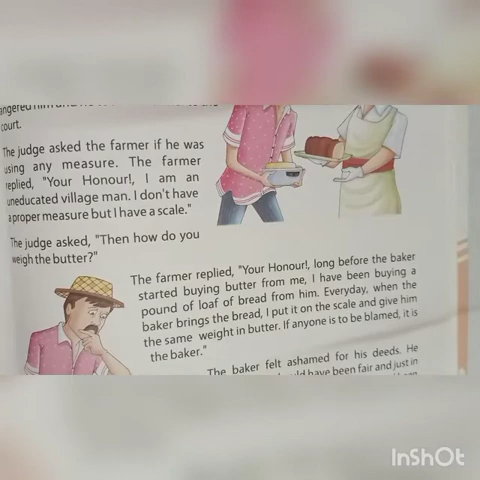 court.
The judge asked the farmer if he was
using any measure. The farmer
replied, "Your Honour!, I am an
uneducated village man. I don't have
a proper measure but I have a scale."
The judge asked, "Then how do you
weigh the butter?"
The farmer replied, "Your Honour!, long before the baker
started buying butter from me, I have been buying a
pound of loaf of bread from him. Everyday, when the
baker brings the bread, I put it on the scale and give him
the same weight in butter. If anyone is to be blamed, it is
the baker."
The baker felt ashamed for his deeds. He
have been fair and just in
InShOt